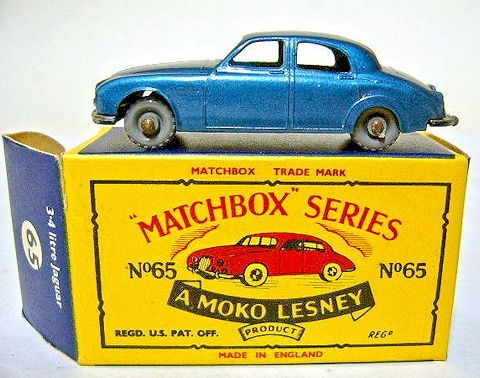 MATCHBOX TRADE MARK
"MATCHBOX" SERIES
No65
No65
A MOKO LESNEY
PRODUCT
REGD. U.S. PAT. OFF.
REGD
MADE IN ENGLAND
3·4 litre Jaguar
65